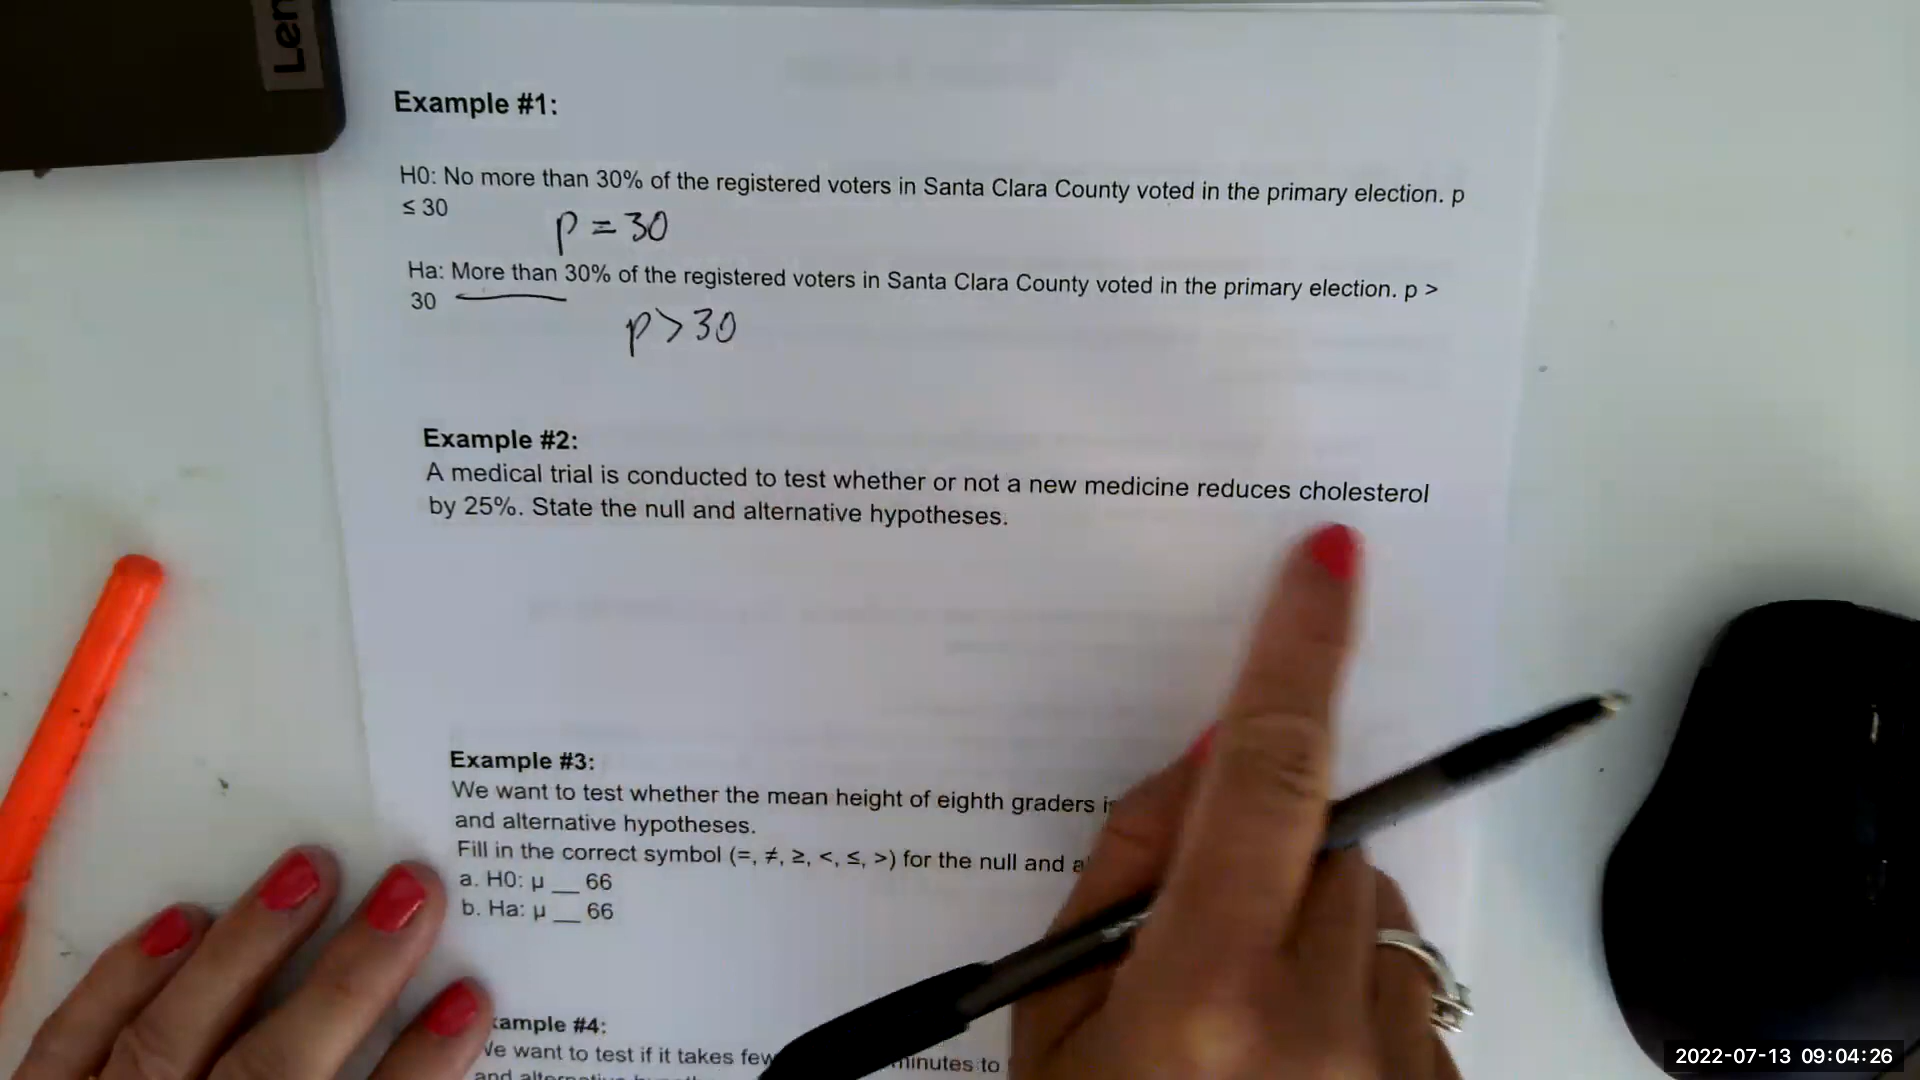 Len
Example #1:
H0: No more than 30% of the registered voters in Santa Clara County voted in the primary election. p
≤ 30
p = 30
Ha: More than 30% of the registered voters in Santa Clara County voted in the primary election. p >
30
p > 30
Example #2:
A medical trial is conducted to test whether or not a new medicine reduces cholesterol
by 25%. State the null and alternative hypotheses.
Example #3:
We want to test whether the mean height of eighth graders
and alternative hypotheses.
Fill in the correct symbol (=, ≠, ≥, <, ≤, >) for the null and
a. H0: μ __ 66
b. Ha: μ __ 66
ample #4:
We want to test if it takes few minutes to
and
2022-07-13 09:04:26